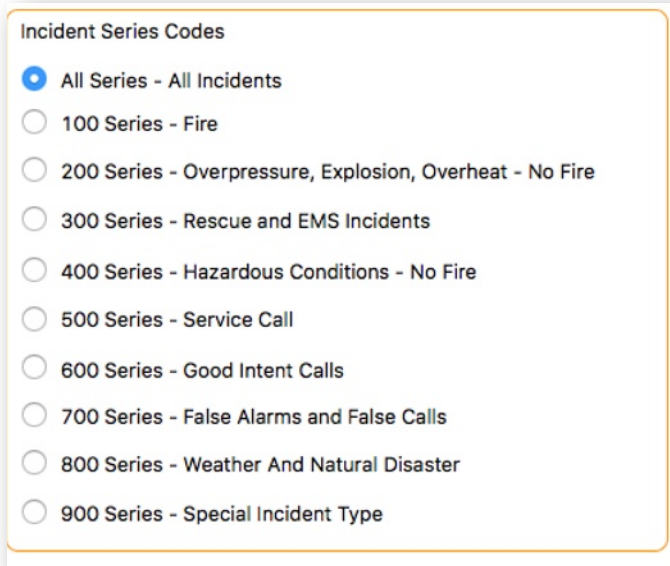 Incident Series Codes
All Series - All Incidents
100 Series - Fire
200 Series - Overpressure, Explosion, Overheat - No Fire
300 Series - Rescue and EMS Incidents
400 Series - Hazardous Conditions - No Fire
500 Series - Service Call
600 Series - Good Intent Calls
700 Series - False Alarms and False Calls
800 Series - Weather And Natural Disaster
900 Series - Special Incident Type